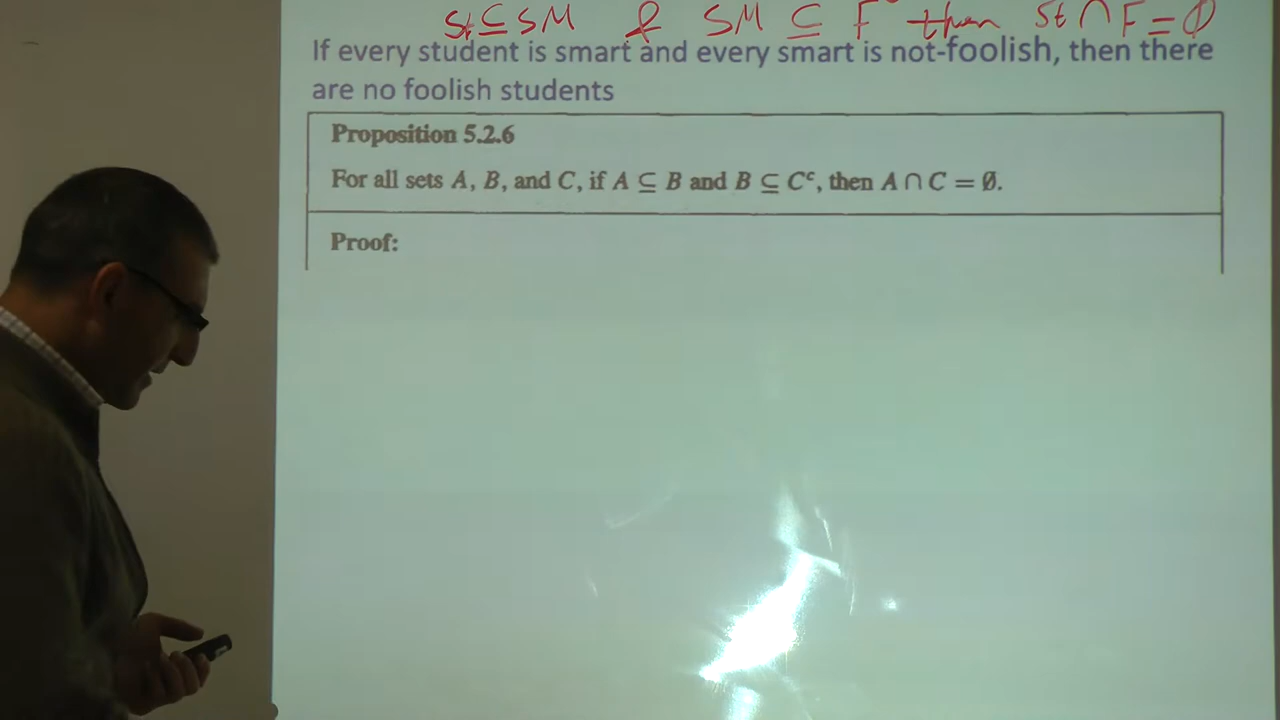 St ⊆ SM & SM ⊆ F then St ∩ F = ∅
If every student is smart and every smart is not-foolish, then there
are no foolish students
Proposition 5.2.6
For all sets A, B, and C, if A ⊆ B and B ⊆ Cᶜ, then A ∩ C = ∅.
Proof: